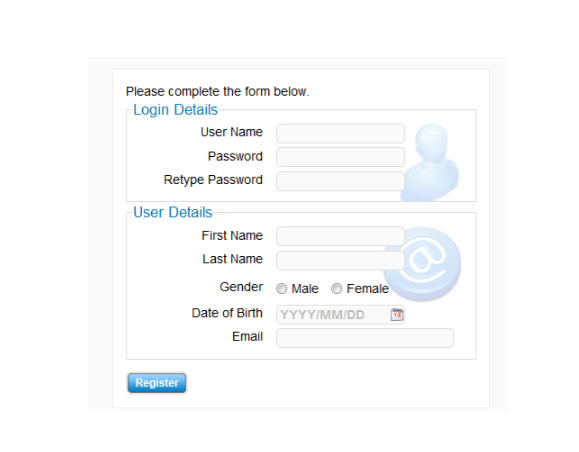 Please complete the form below.
Login Details
User Name
Password
Retype Password
User Details
First Name
Last Name
Gender Male Female
Date of Birth YYYY/MM/DD 13
Email
Register